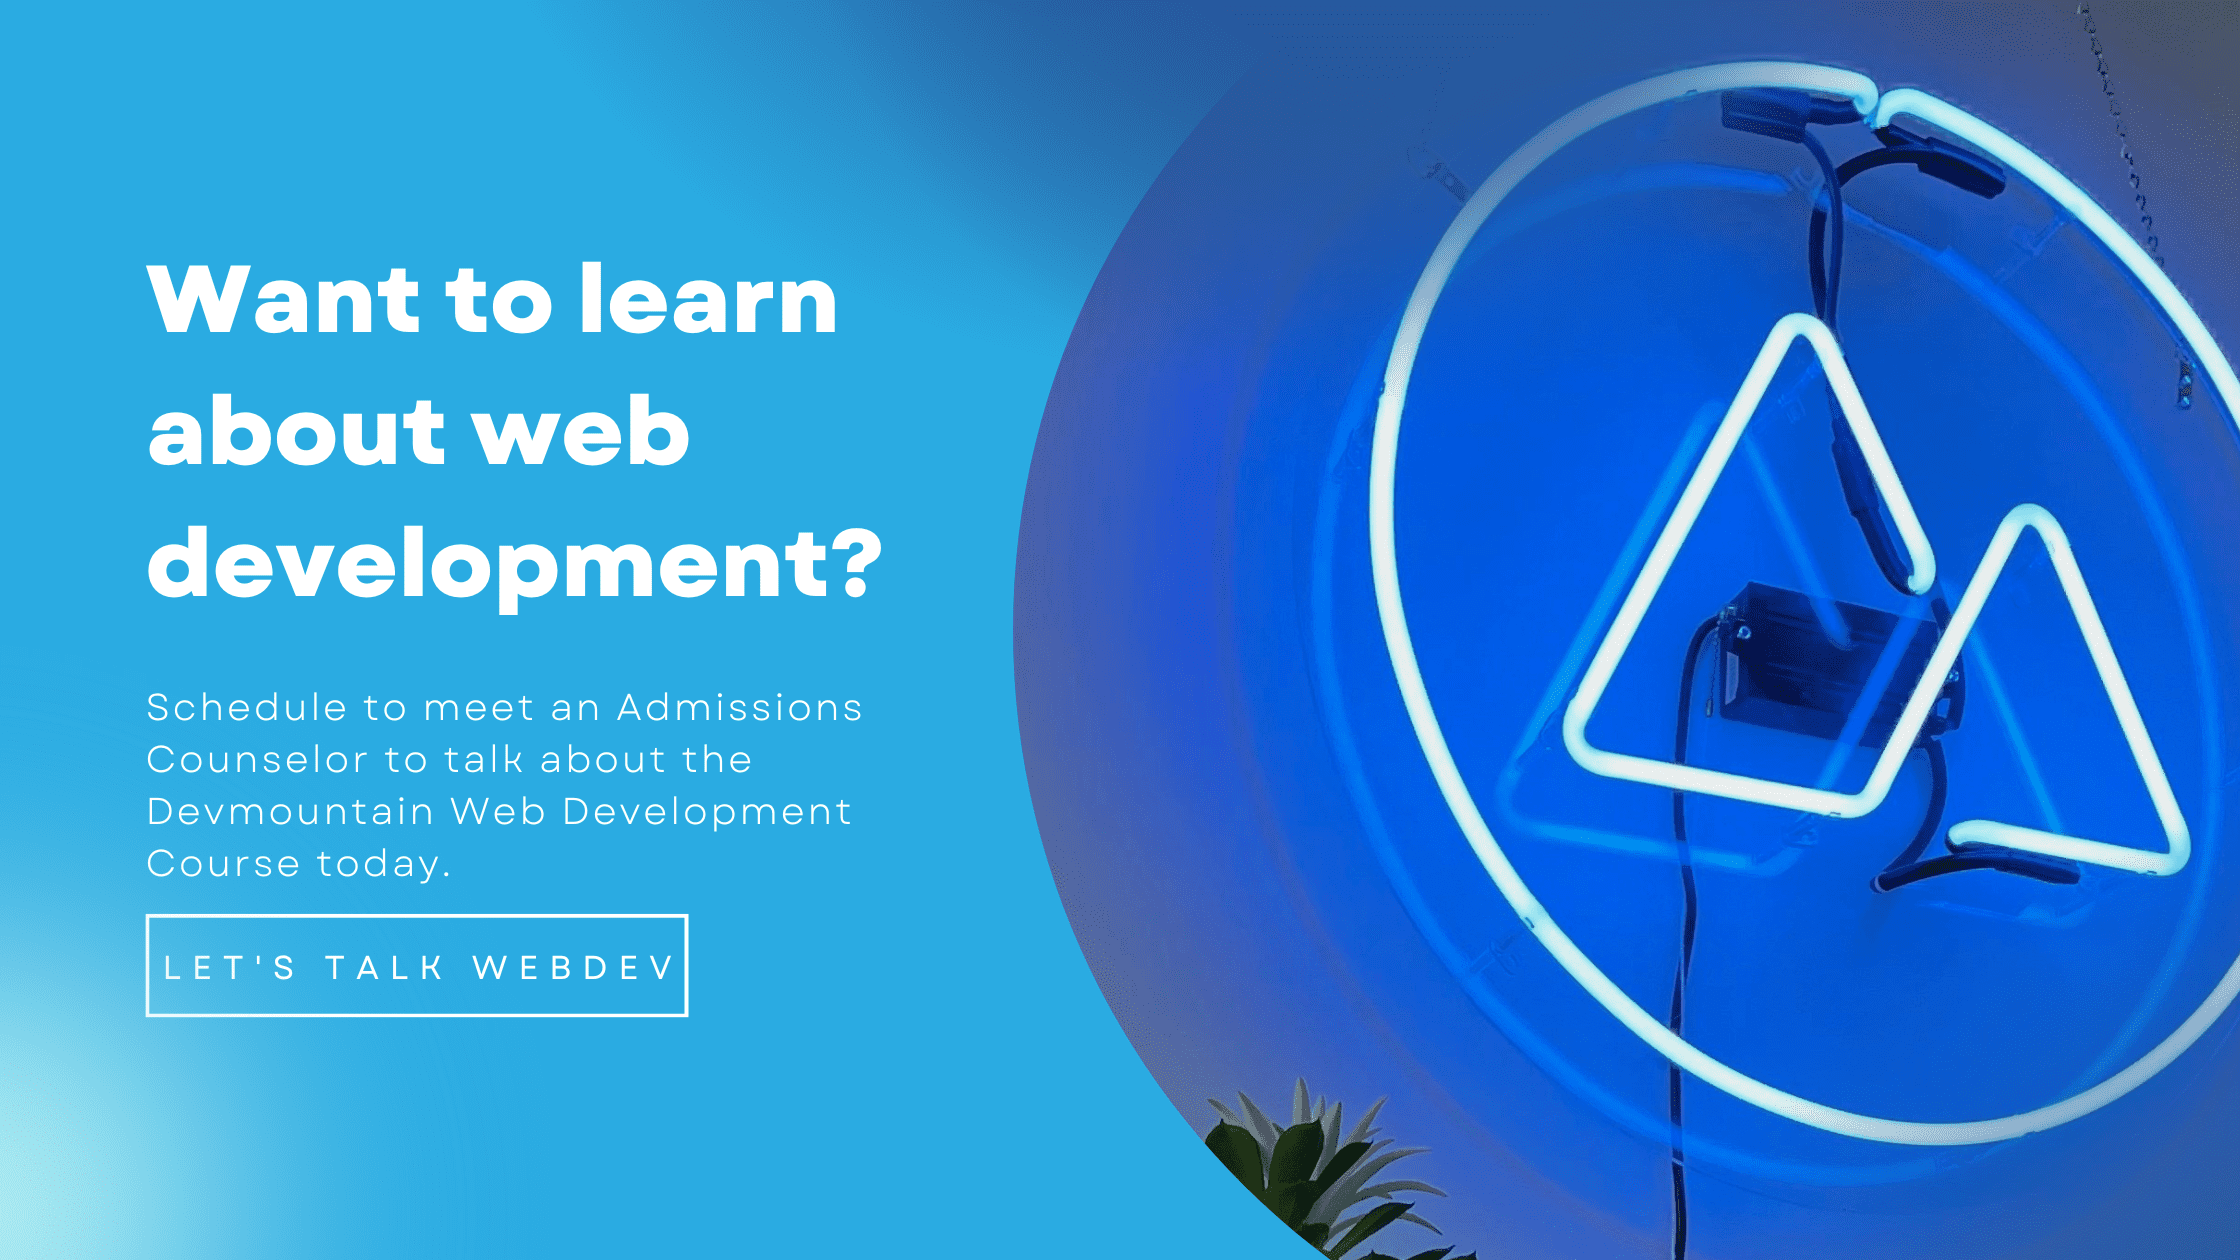 Want to learn
about web
development?
Schedule to meet an Admissions
Counselor to talk about the
Devmountain Web Development
Course today.
LET'S TALK WEBDEV